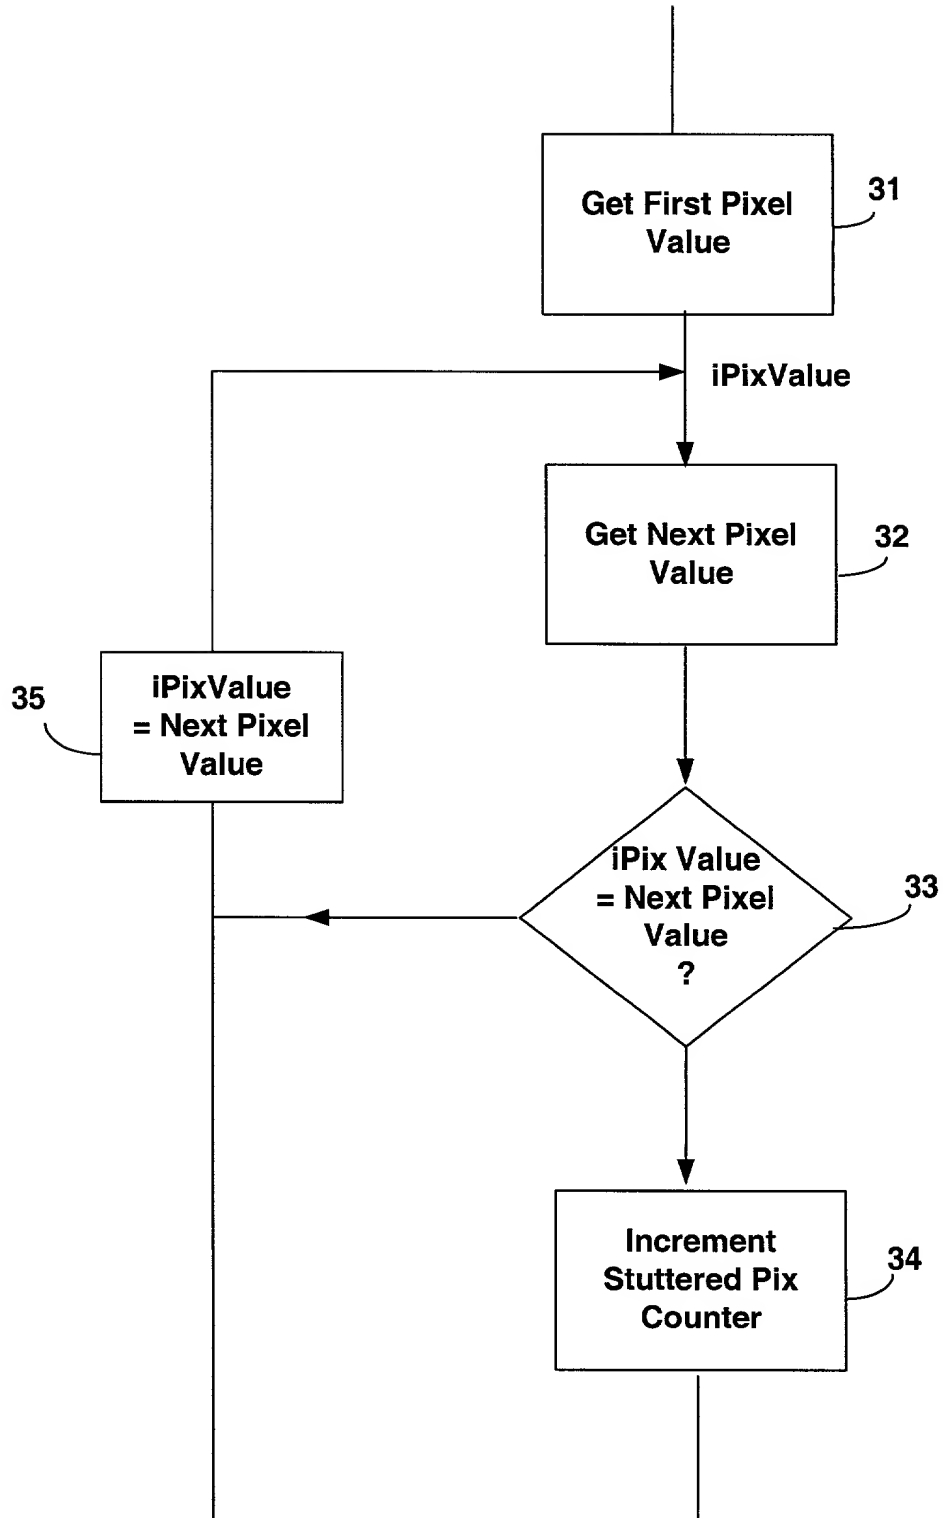 Get First Pixel
Value
31
iPixValue
Get Next Pixel
Value
32
iPixValue
= Next Pixel
Value
35
iPix Value
= Next Pixel
Value
?
33
Increment
Stuttered Pix
Counter
34